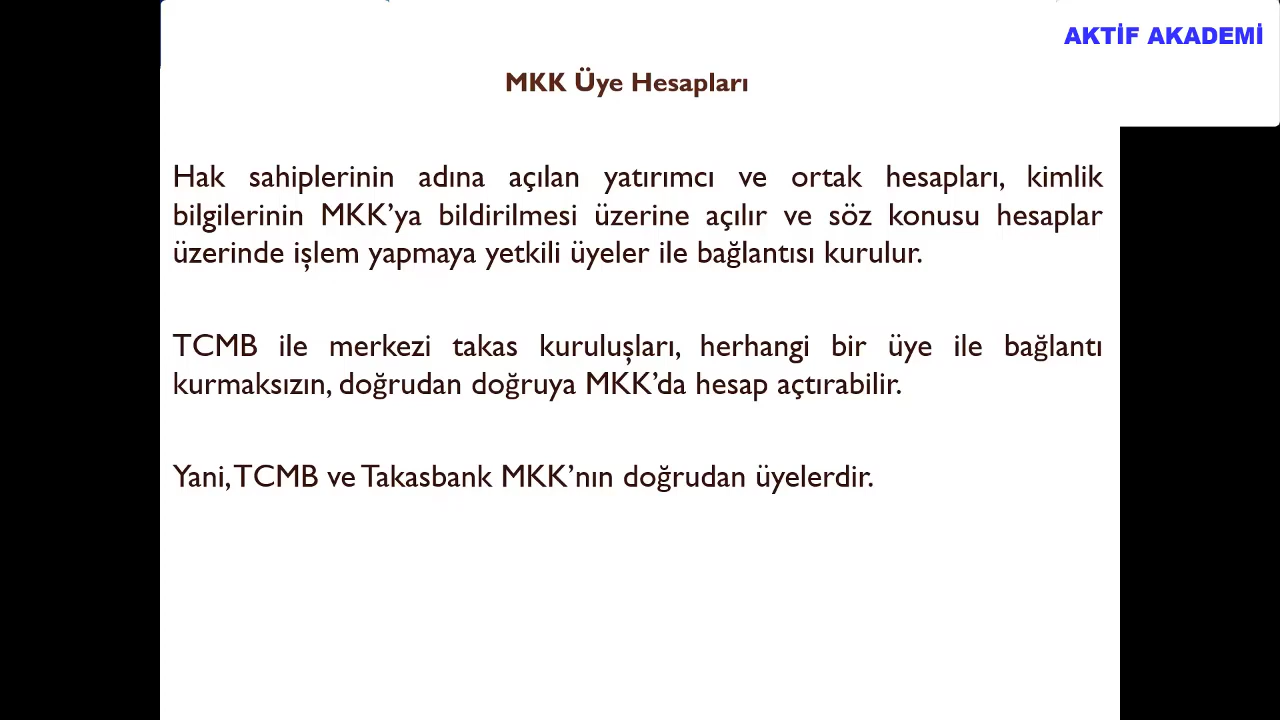 AKTİF AKADEMİ
MKK Üye Hesapları
Hak sahiplerinin adına açılan yatırımcı ve ortak hesapları, kimlik
bilgilerinin MKK’ya bildirilmesi üzerine açılır ve söz konusu hesaplar
üzerinde işlem yapmaya yetkili üyeler ile bağlantısı kurulur.
TCMB ile merkezi takas kuruluşları, herhangi bir üye ile bağlantı
kurmaksızın, doğrudan doğruya MKK’da hesap açtırabilir.
Yani, TCMB ve Takasbank MKK’nın doğrudan üyelerdir.